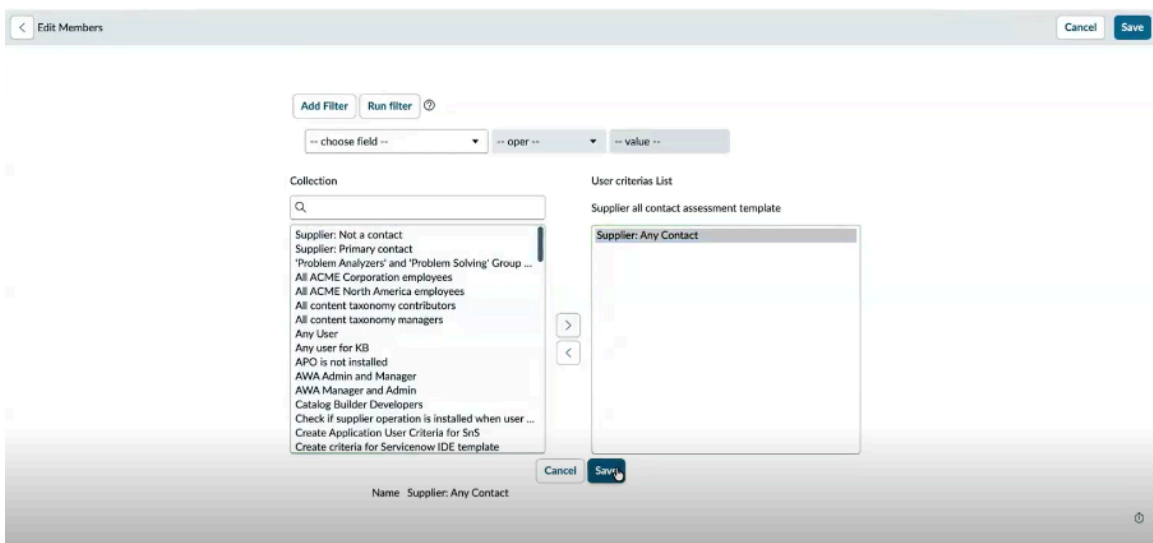 Edit Members
Cancel Save
Add Filter Run filter
-- choose field -- -- oper -- -- value --
Collection
User criterias List
Supplier all contact assessment template
Supplier: Not a contact
Supplier: Primary contact
'Problem Analyzers' and 'Problem Solving' Group ...
All ACME Corporation employees
All ACME North America employees
All content taxonomy contributors
All content taxonomy managers
Any User
Any user for KB
APO is not installed
AWA Admin and Manager
AWA Manager and Admin
Catalog Builder Developers
Check if supplier operation is installed when user ...
Create Application User Criteria for SnS
Create criteria for Servicenow IDE template
Supplier: Any Contact
Cancel Save
Name Supplier: Any Contact